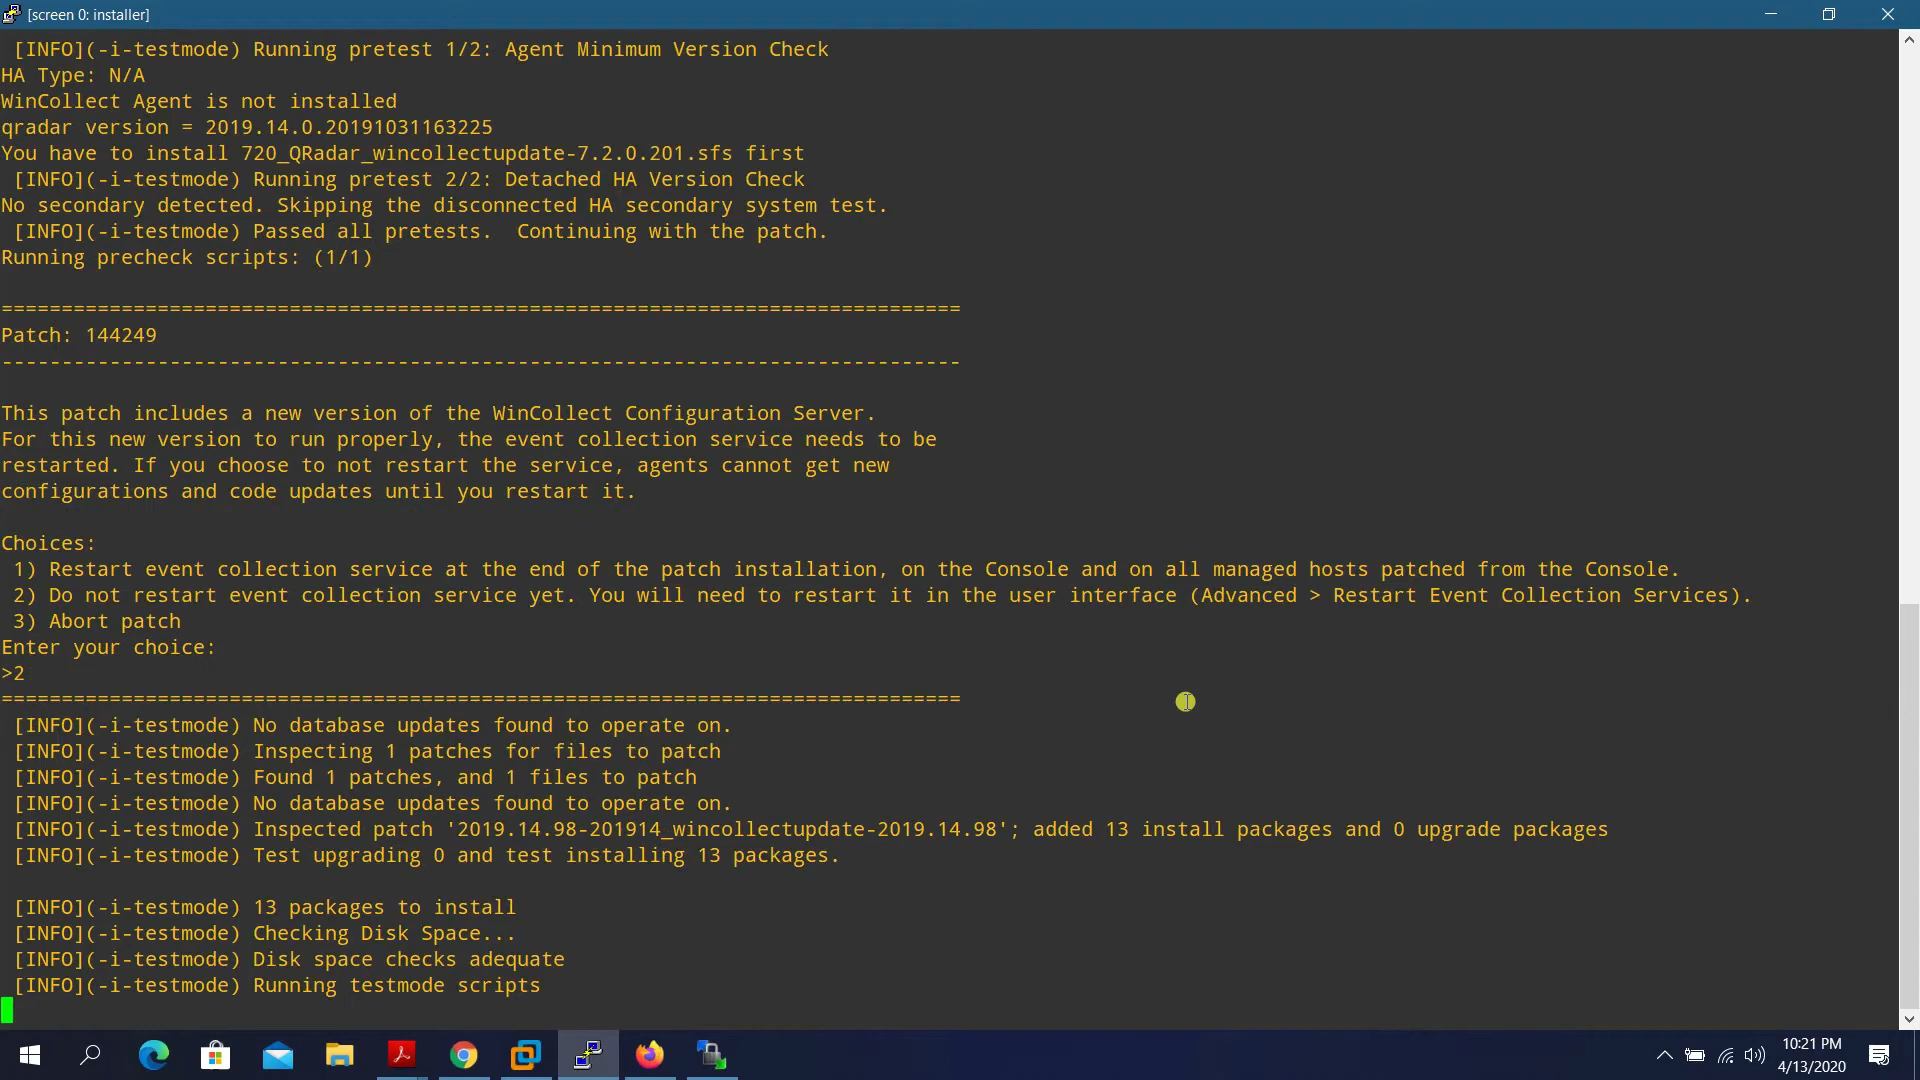 [screen 0: installer]
[INFO](-i-testmode) Running pretest 1/2: Agent Minimum Version Check
HA Type: N/A
WinCollect Agent is not installed
qradar version = 2019.14.0.20191031163225
You have to install 720_QRadar_wincollectupdate-7.2.0.201.sfs first
[INFO](-i-testmode) Running pretest 2/2: Detached HA Version Check
No secondary detected. Skipping the disconnected HA secondary system test.
[INFO](-i-testmode) Passed all pretests.  Continuing with the patch.
Running precheck scripts: (1/1)
================================================================================
Patch: 144249
--------------------------------------------------------------------------------
This patch includes a new version of the WinCollect Configuration Server.
For this new version to run properly, the event collection service needs to be
restarted. If you choose to not restart the service, agents cannot get new
configurations and code updates until you restart it.
Choices:
1) Restart event collection service at the end of the patch installation, on the Console and on all managed hosts patched from the Console.
2) Do not restart event collection service yet. You will need to restart it in the user interface (Advanced > Restart Event Collection Services).
3) Abort patch
Enter your choice:
>2
================================================================================
[INFO](-i-testmode) No database updates found to operate on.
[INFO](-i-testmode) Inspecting 1 patches for files to patch
[INFO](-i-testmode) Found 1 patches, and 1 files to patch
[INFO](-i-testmode) No database updates found to operate on.
[INFO](-i-testmode) Inspected patch '2019.14.98-201914_wincollectupdate-2019.14.98'; added 13 install packages and 0 upgrade packages
[INFO](-i-testmode) Test upgrading 0 and test installing 13 packages.
[INFO](-i-testmode) 13 packages to install
[INFO](-i-testmode) Checking Disk Space...
[INFO](-i-testmode) Disk space checks adequate
[INFO](-i-testmode) Running testmode scripts
10:21 PM
4/13/2020